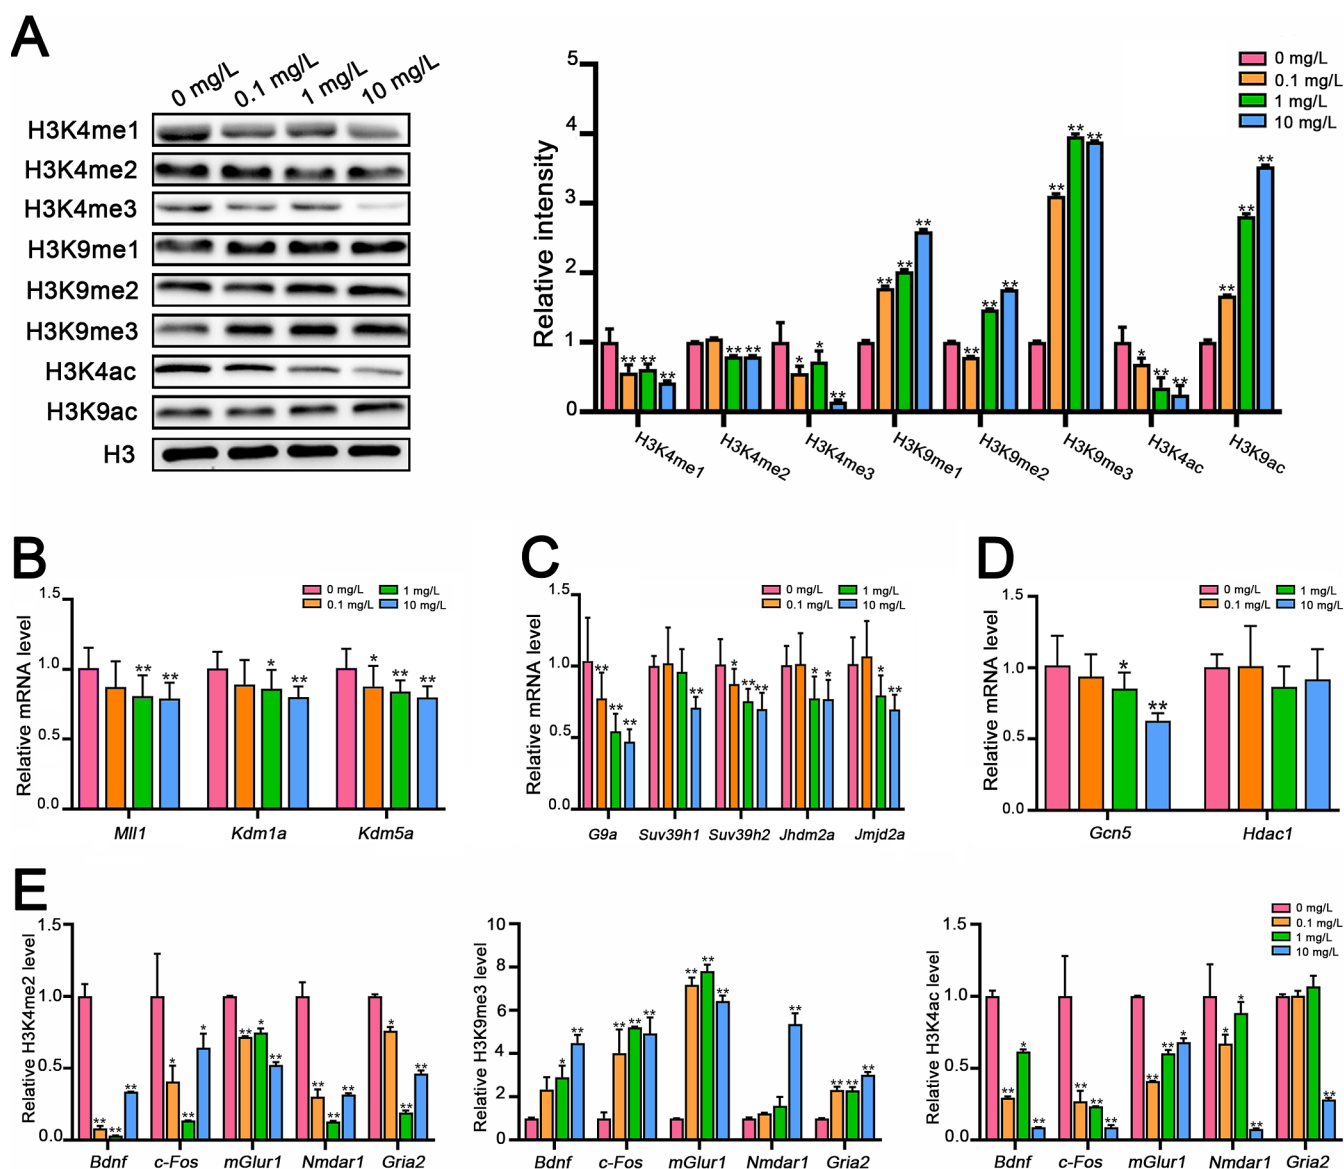 A
0 mg/L 0.1 mg/L 1 mg/L 10 mg/L
H3K4me1
H3K4me2
H3K4me3
H3K9me1
H3K9me2
H3K9me3
H3K4ac
H3K9ac
H3
Relative intensity
5
4
3
2
1
0
0 mg/L
0.1 mg/L
1 mg/L
10 mg/L
** ** **
** **
* * **
** ** **
** ** **
** ** **
* ** **
** ** **
H3K4me1 H3K4me2 H3K4me3 H3K9me1 H3K9me2 H3K9me3 H3K4ac H3K9ac
B
Relative mRNA level
1.5
1.0
0.5
0.0
0 mg/L 1 mg/L
0.1 mg/L 10 mg/L
** ** * ** * ** **
Mll1 Kdm1a Kdm5a
C
Relative mRNA level
1.5
1.0
0.5
0.0
0 mg/L 1 mg/L
0.1 mg/L 10 mg/L
** ** ** ** * ** ** * * * **
G9a Suv39h1 Suv39h2 Jhdm2a Jmjd2a
D
Relative mRNA level
1.5
1.0
0.5
0.0
0 mg/L 1 mg/L
0.1 mg/L 10 mg/L
* **
Gcn5 Hdac1
E
Relative H3K4me2 level
1.5
1.0
0.5
0.0
** ** ** * ** * ** * ** ** ** ** * ** **
Bdnf c-Fos mGlur1 Nmdar1 Gria2
Relative H3K9me3 level
10
8
6
4
2
0
* ** ** ** ** ** ** ** ** ** ** **
Bdnf c-Fos mGlur1 Nmdar1 Gria2
Relative H3K4ac level
1.5
1.0
0.5
0.0
0 mg/L
0.1 mg/L
1 mg/L
10 mg/L
** * ** ** ** ** ** ** * * * ** **
Bdnf c-Fos mGlur1 Nmdar1 Gria2